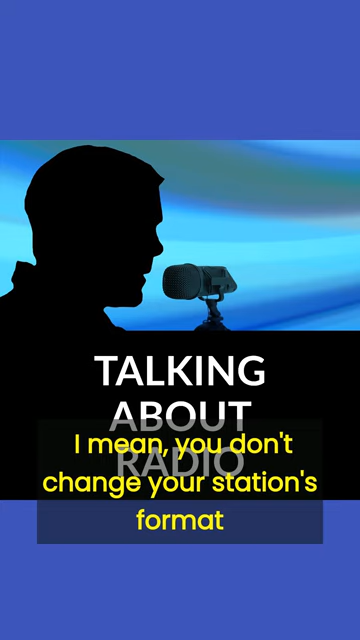 TALKING
ABOUT
RADIO
I mean, you don't
change your station's
format